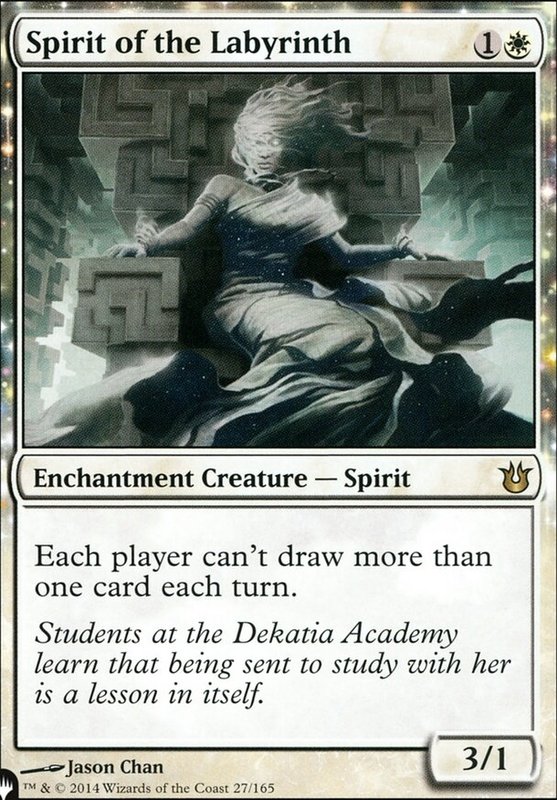 Spirit of the Labyrinth
1
Enchantment Creature — Spirit
Each player can't draw more than
one card each turn.
Students at the Dekatia Academy
learn that being sent to study with her
is a lesson in itself.
3/1
Jason Chan
™ & © 2014 Wizards of the Coast 27/165